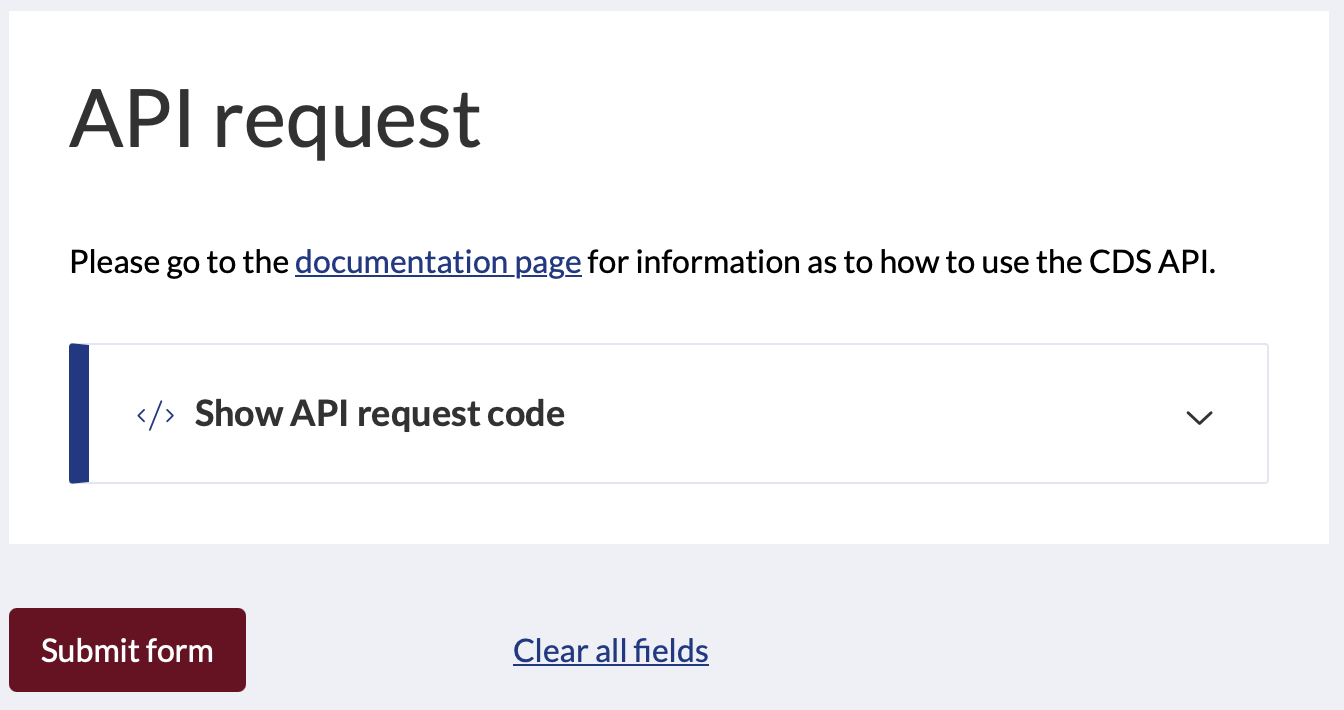 API request
Please go to the documentation page for information as to how to use the CDS API.
</> Show API request code
Submit form
Clear all fields